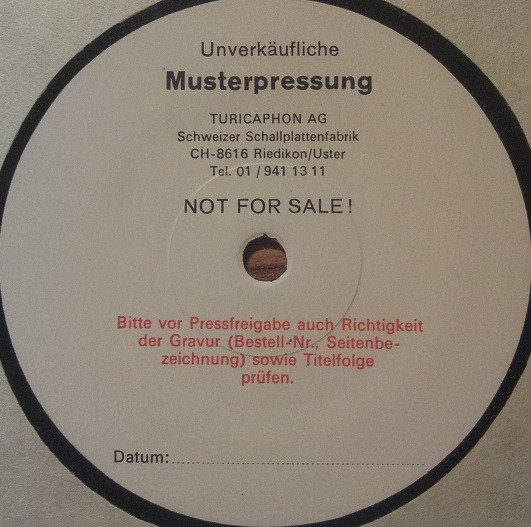 Unverkäufliche
Musterpressung
TURICAPHON AG
Schweizer Schallplattenfabrik
CH-8616 Riedikon/Uster
Tel. 01 / 941 13 11
NOT FOR SALE!
Bitte vor Pressfreigabe auch Richtigkeit
der Gravur (Bestell-Nr., Seitenbe-
zeichnung) sowie Titelfolge
prüfen.
Datum: